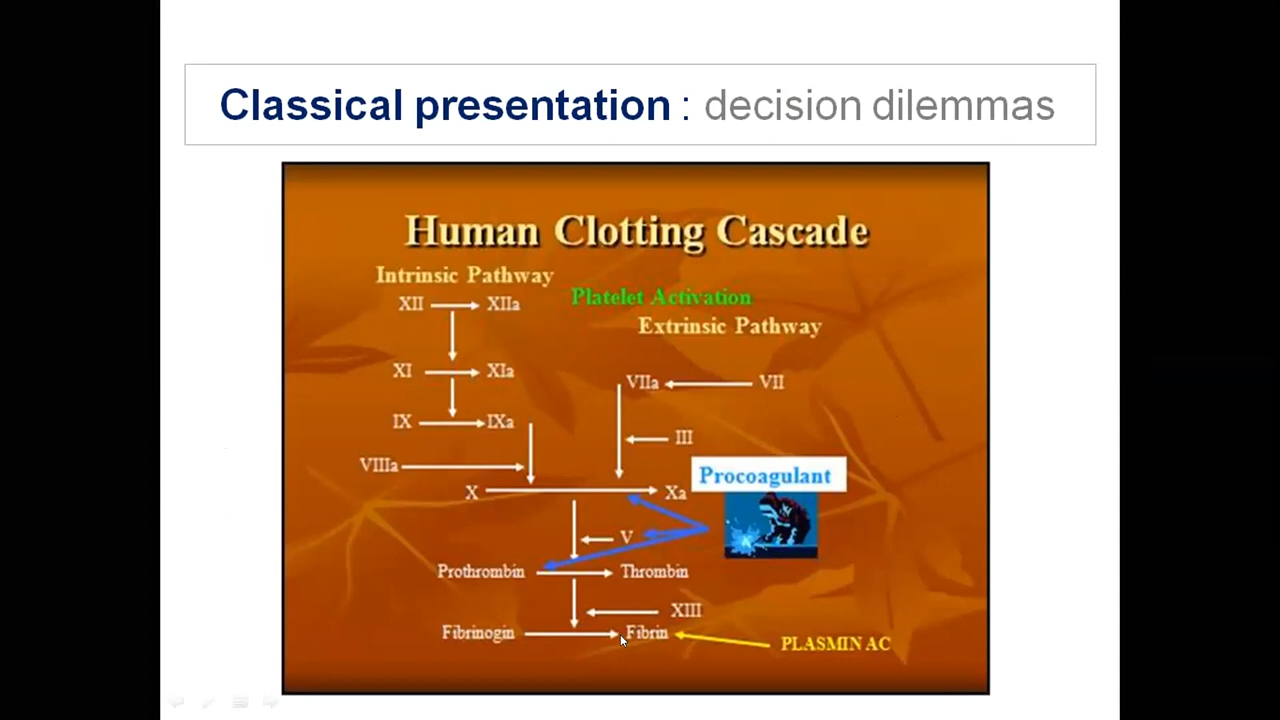 Classical presentation : decision dilemmas
Human Clotting Cascade
Intrinsic Pathway
Platelet Activation
Extrinsic Pathway
XII XIIa
XI XIa
VIIa VII
IX IXa
III
VIIIa
Procoagulant
X Xa
V
Prothrombin Thrombin
XIII
Fibrinogin Fibrin
PLASMIN AC